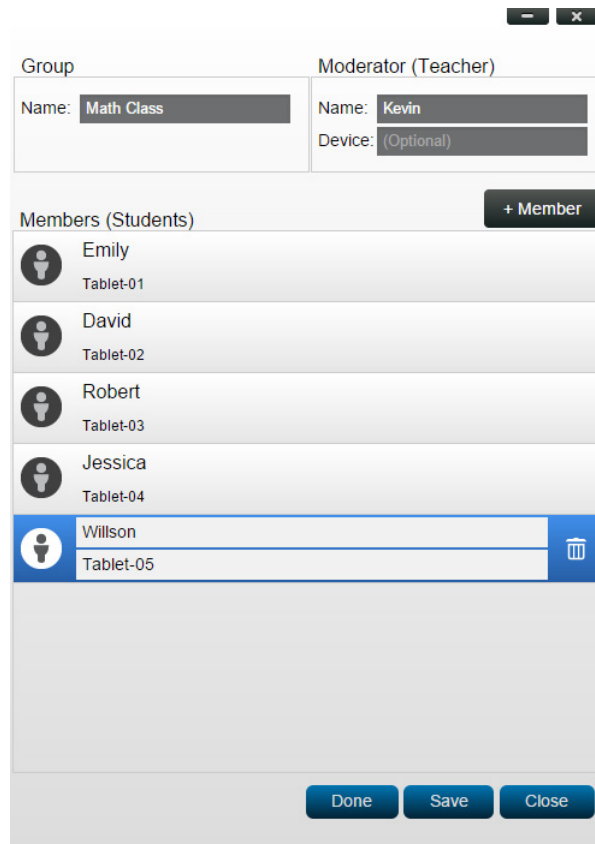 Group
Moderator (Teacher)
Name: Math Class
Name: Kevin
Device: (Optional)
Members (Students)
+ Member
Emily
Tablet-01
David
Tablet-02
Robert
Tablet-03
Jessica
Tablet-04
Willson
Tablet-05
Done
Save
Close